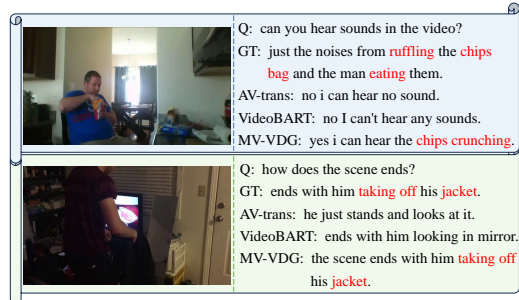 Q: can you hear sounds in the video?
GT: just the noises from ruffling the chips
bag and the man eating them.
AV-trans: no i can hear no sound.
VideoBART: no I can't hear any sounds.
MV-VDG: yes i can hear the chips crunching.
Q: how does the scene ends?
GT: ends with him taking off his jacket.
AV-trans: he just stands and looks at it.
VideoBART: ends with him looking in mirror.
MV-VDG: the scene ends with him taking off
his jacket.